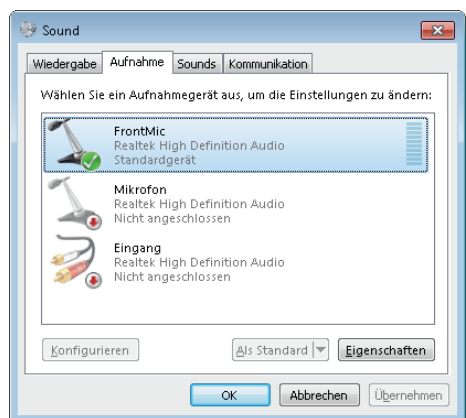 Sound
Wiedergabe Aufnahme Sounds Kommunikation
Wählen Sie ein Aufnahmegerät aus, um die Einstellungen zu ändern:
FrontMic
Realtek High Definition Audio
Standardgerät
Mikrofon
Realtek High Definition Audio
Nicht angeschlossen
Eingang
Realtek High Definition Audio
Nicht angeschlossen
Konfigurieren Als Standard Eigenschaften
OK Abbrechen Übernehmen